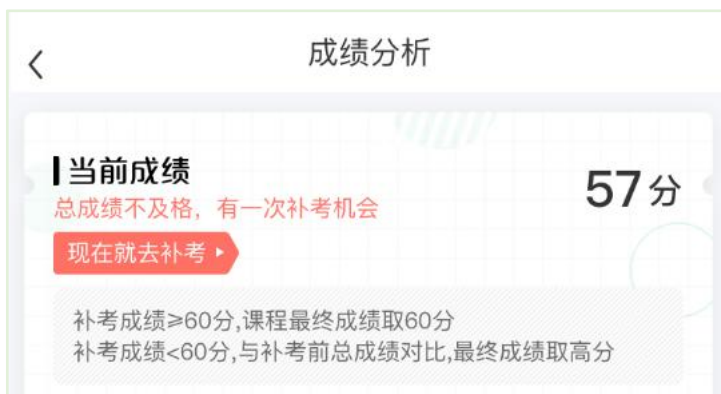 成绩分析
当前成绩
57分
总成绩不及格，有一次补考机会
现在就去补考
补考成绩≥60分,课程最终成绩取60分
补考成绩<60分,与补考前总成绩对比,最终成绩取高分